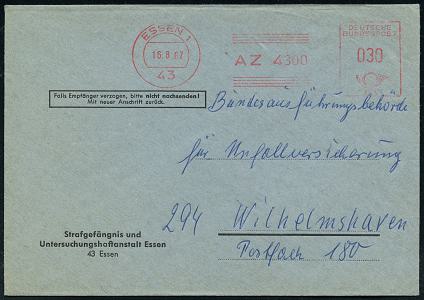 ESSEN 1
16.8.67
43
AZ 4300
DEUTSCHE
BUNDESPOST
030
Falls Empfänger verzogen, bitte nicht nachsenden!
Mit neuer Anschrift zurück.
Bundesausführungsbehörde
für Unfallversicherung
294 Wilhelmshaven
Postfach 180
Strafgefängnis und
Untersuchungshaftanstalt Essen
43 Essen